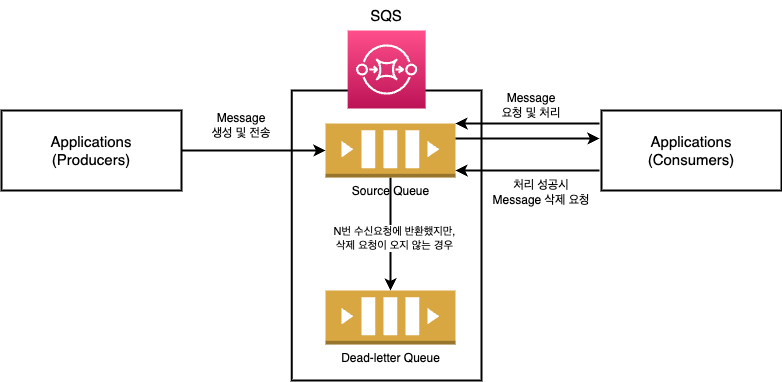 SQS
Applications
(Producers)
Message
생성 및 전송
Source Queue
Message
요청 및 처리
Applications
(Consumers)
처리 성공시
Message 삭제 요청
N번 수신요청에 반환했지만,
삭제 요청이 오지 않는 경우
Dead-letter Queue